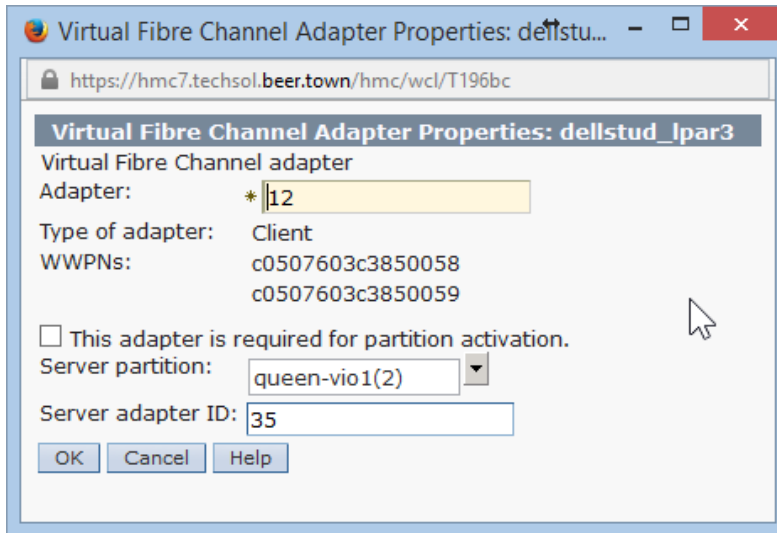 Virtual Fibre Channel Adapter Properties: dellstu...
https://hmc7.techsol.beer.town/hmc/wcl/T196bc
Virtual Fibre Channel Adapter Properties: dellstud_lpar3
Virtual Fibre Channel adapter
Adapter: * 12
Type of adapter: Client
WWPNs: c0507603c3850058
c0507603c3850059
This adapter is required for partition activation.
Server partition: queen-vio1(2)
Server adapter ID: 35
OK Cancel Help